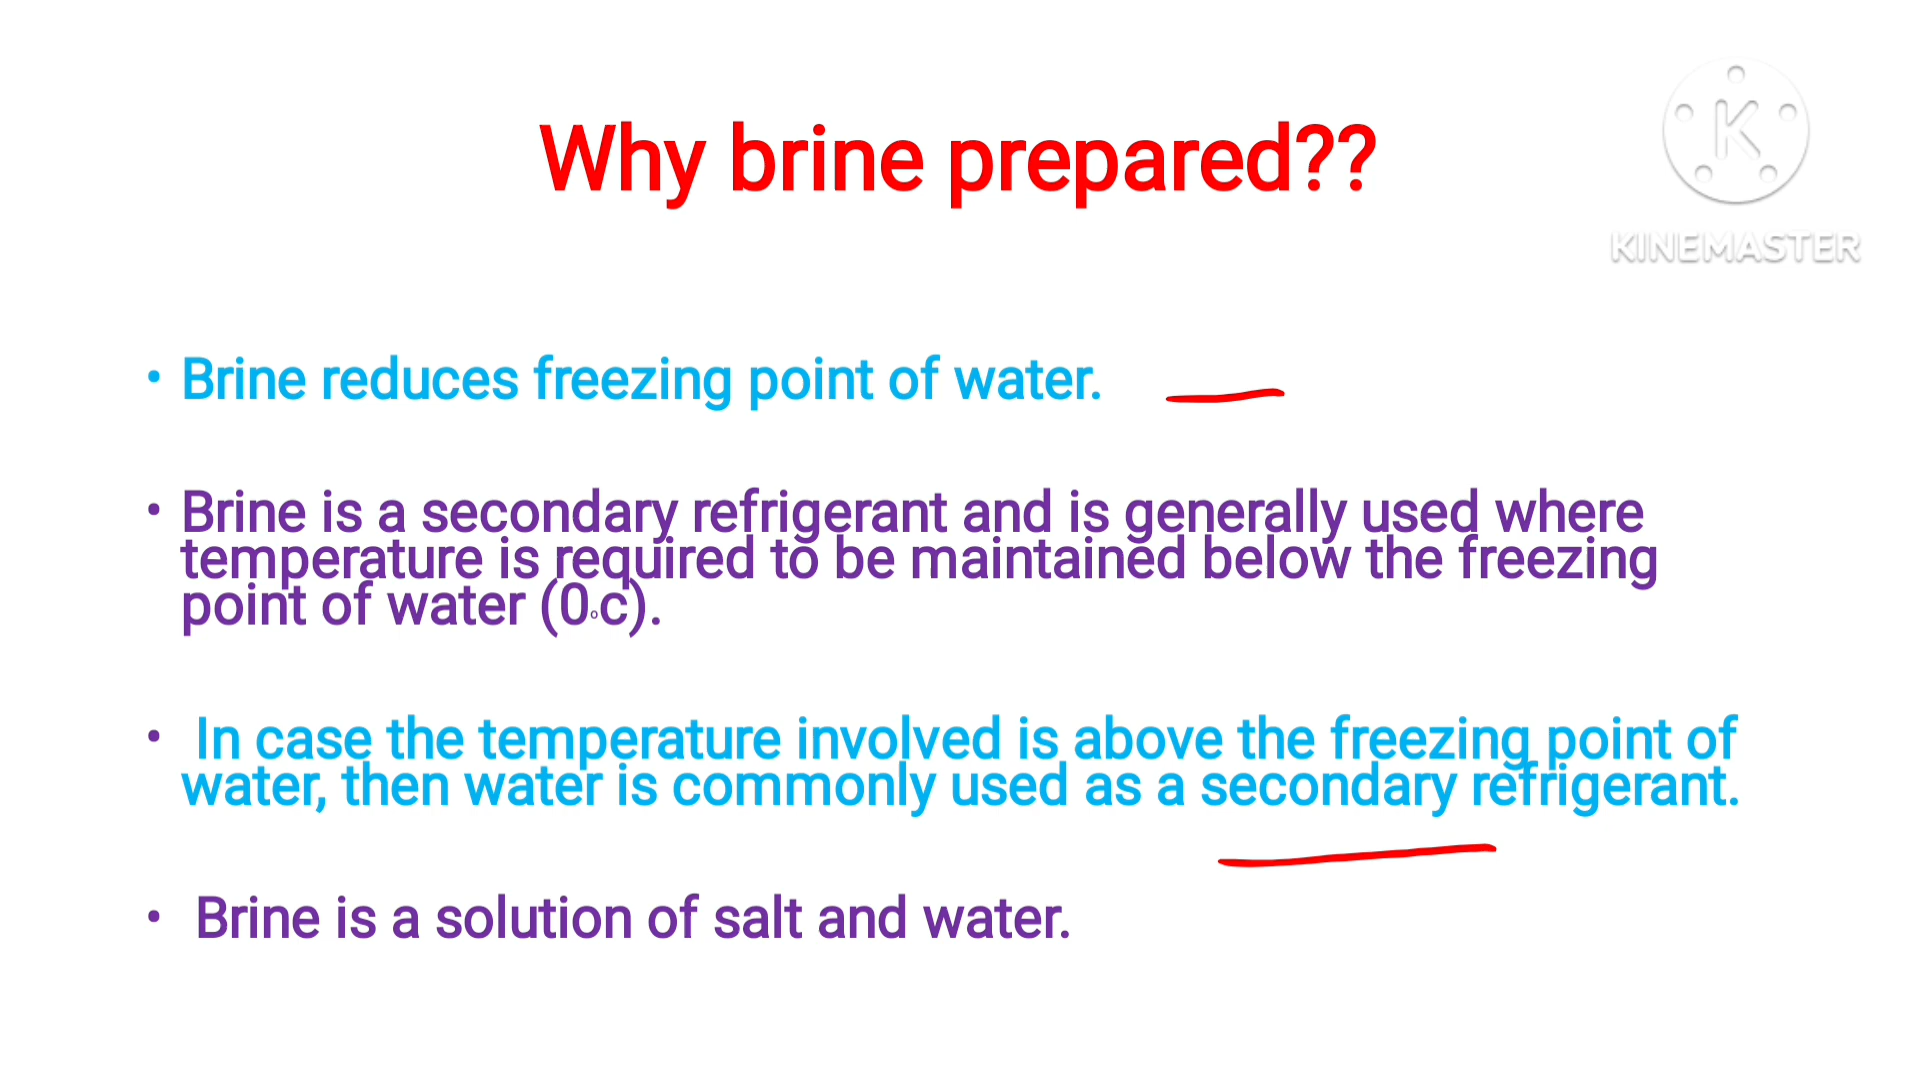 Why brine prepared??
KINEMASTER
• Brine reduces freezing point of water.
• Brine is a secondary refrigerant and is generally used where
temperature is required to be maintained below the freezing
point of water (0°c).
• In case the temperature involved is above the freezing point of
water, then water is commonly used as a secondary refrigerant.
• Brine is a solution of salt and water.